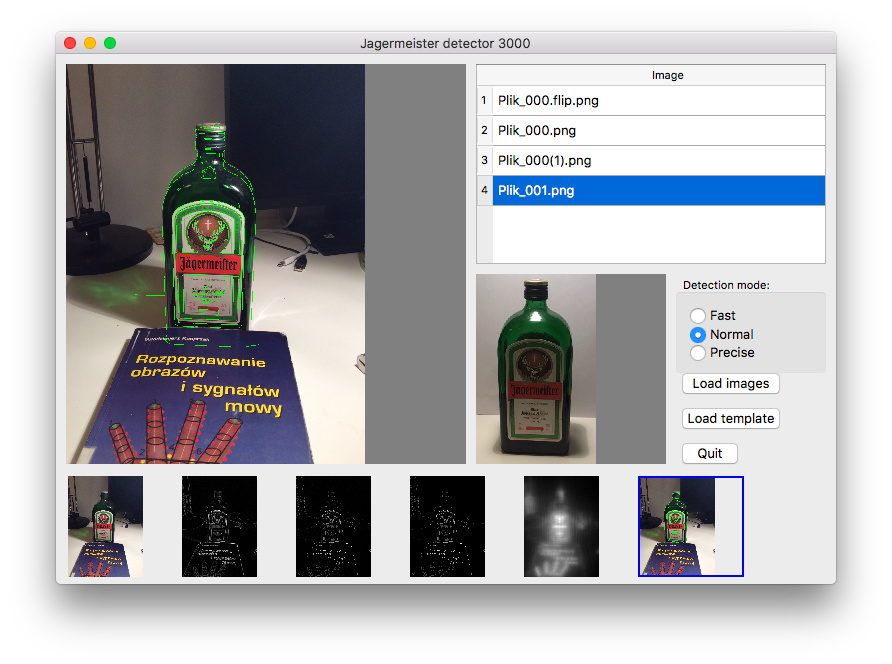 Jagermeister detector 3000
Image
1 Plik_000.flip.png
2 Plik_000.png
3 Plik_000(1).png
4 Plik_001.png
Jägermeister
Rozpoznawanie
obrazów
i sygnałów
mowy
Jägermeister
Detection mode:
Fast
Normal
Precise
Load images
Load template
Quit